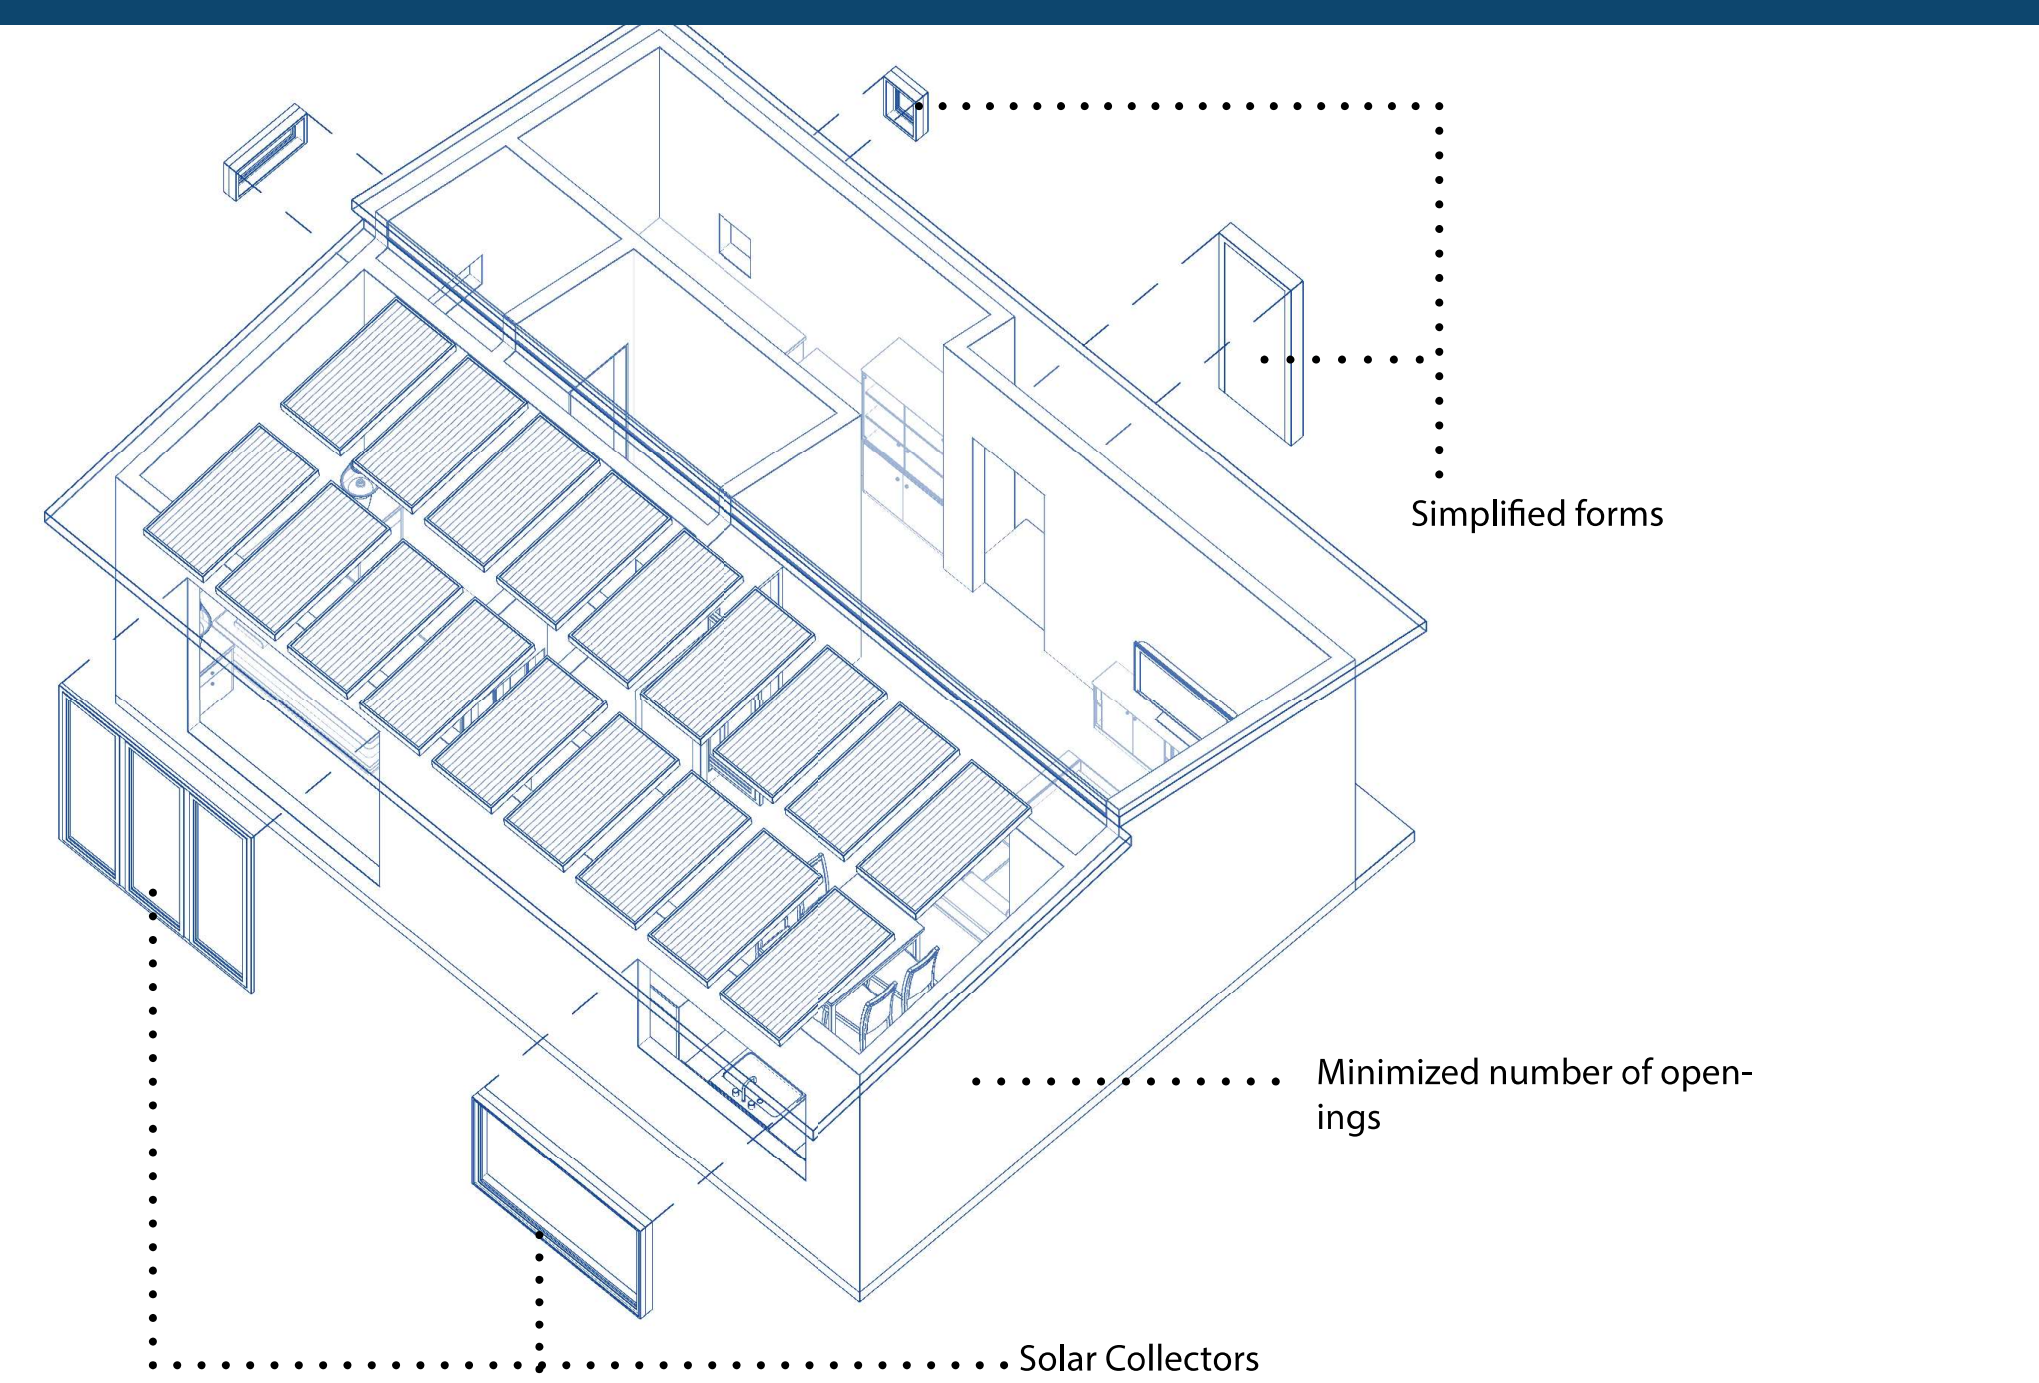 Simplified forms
Minimized number of open-
ings
Solar Collectors